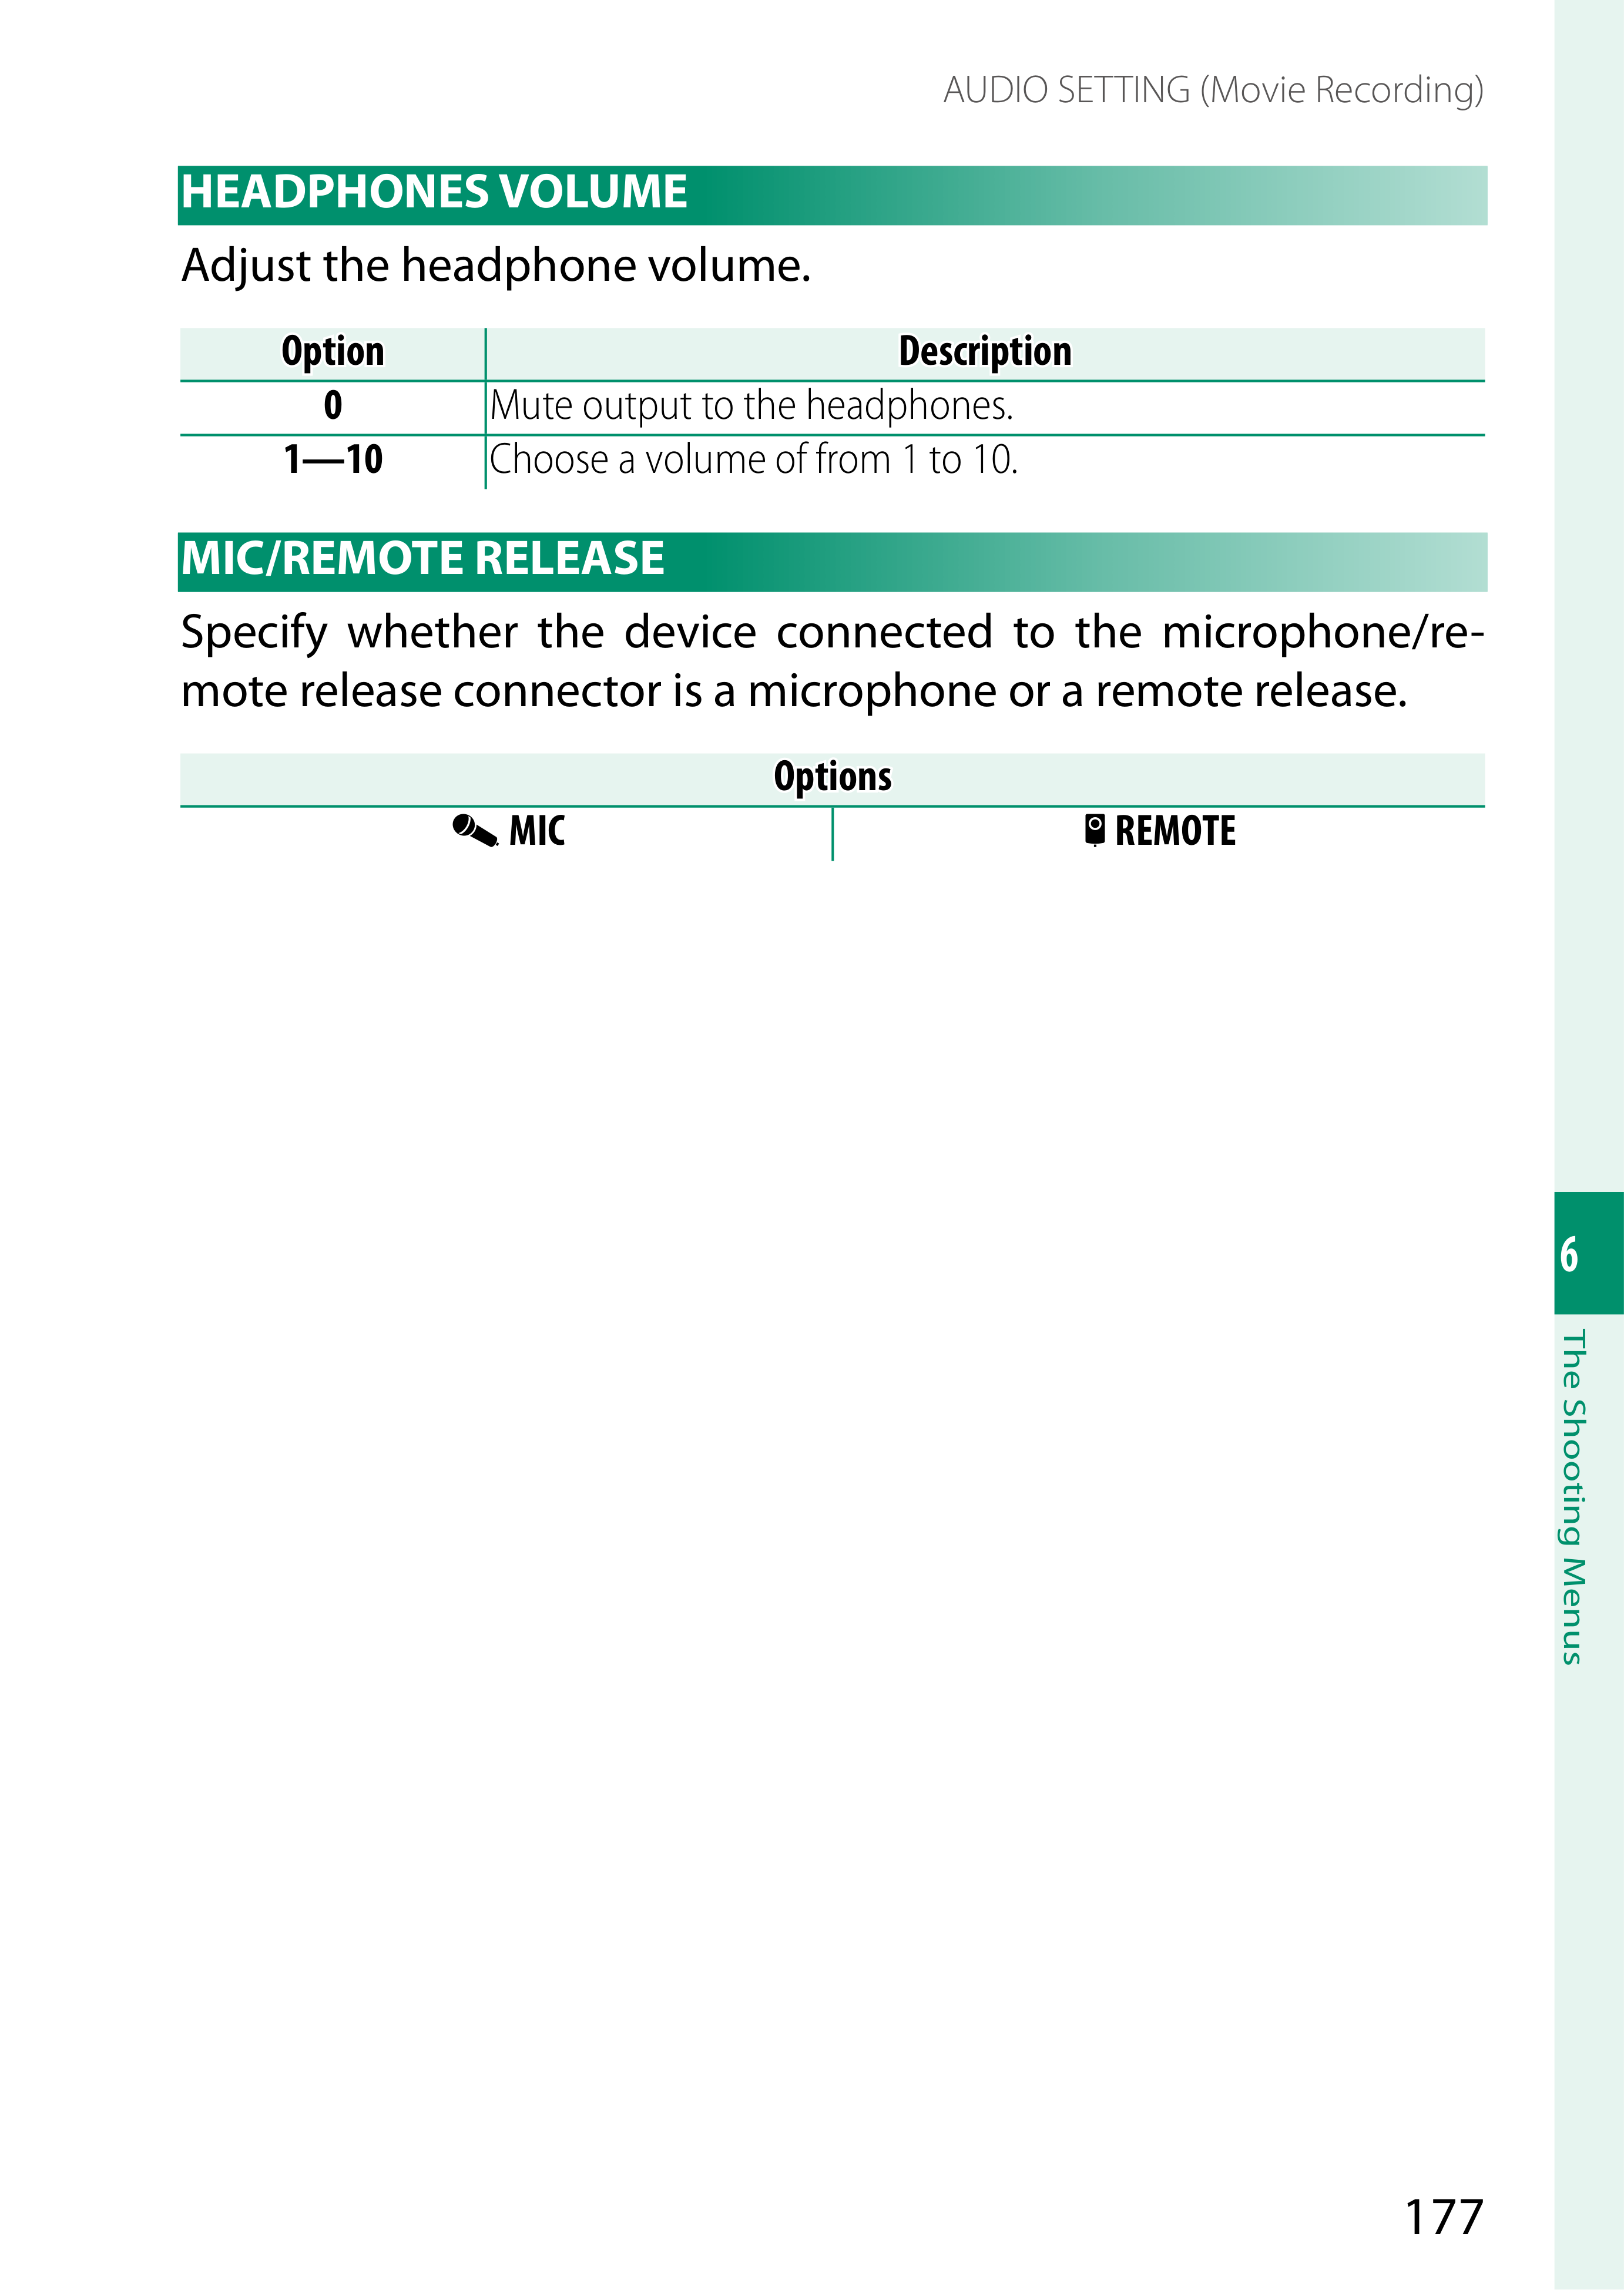 AUDIO SETTING (Movie Recording)
HEADPHONES VOLUME
Adjust the headphone volume.
Option Description
0 Mute output to the headphones.
1—10 Choose a volume of from 1 to 10.
MIC/REMOTE RELEASE
Specify whether the device connected to the microphone/re-
mote release connector is a microphone or a remote release.
Options
MIC REMOTE
6
The Shooting Menus
177